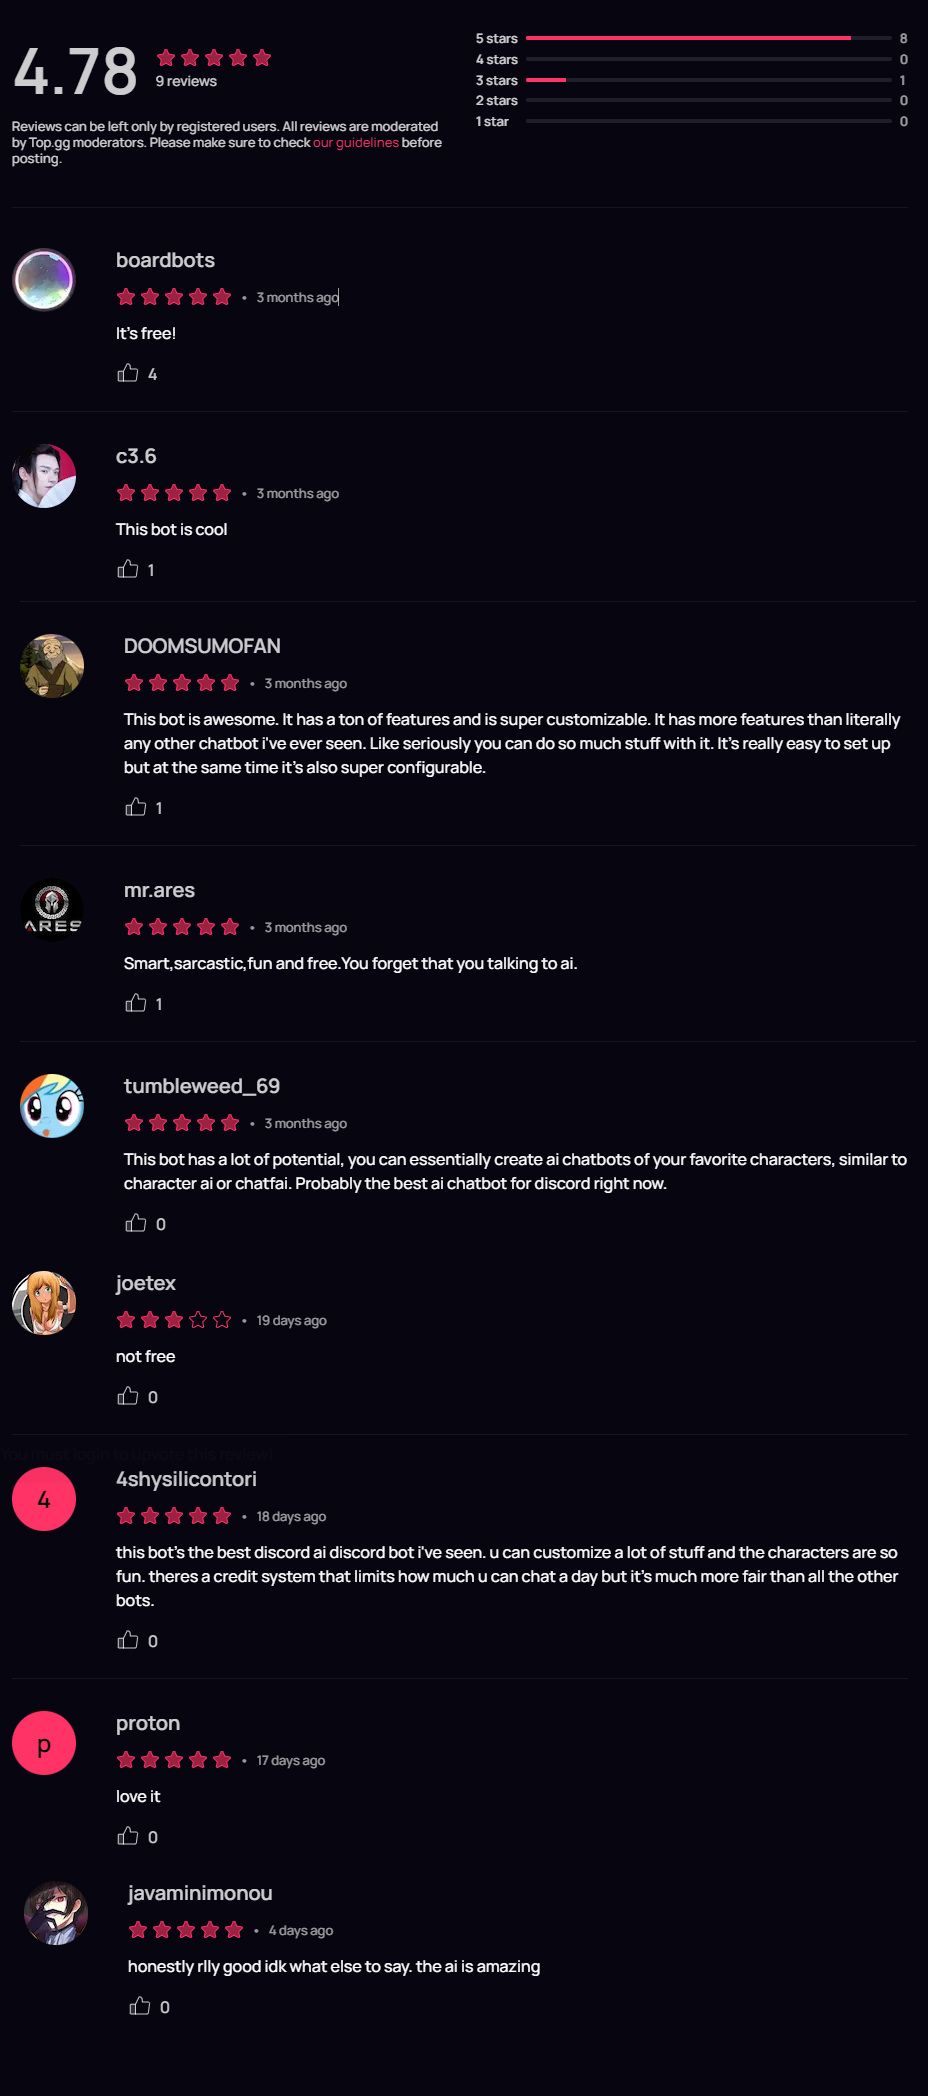 4.78
9 reviews
Reviews can be left only by registered users. All reviews are moderated
by Top.gg moderators. Please make sure to check our guidelines before
posting.
5 stars 8
4 stars 0
3 stars 1
2 stars 0
1 star 0
boardbots
• 3 months ago
It's free!
4
c3.6
• 3 months ago
This bot is cool
1
DOOMSUMOFAN
• 3 months ago
This bot is awesome. It has a ton of features and is super customizable. It has more features than literally
any other chatbot i've ever seen. Like seriously you can do so much stuff with it. It's really easy to set up
but at the same time it's also super configurable.
1
ARES
mr.ares
• 3 months ago
Smart,sarcastic,fun and free.You forget that you talking to ai.
1
tumbleweed_69
• 3 months ago
This bot has a lot of potential, you can essentially create ai chatbots of your favorite characters, similar to
character ai or chatfai. Probably the best ai chatbot for discord right now.
0
joetex
• 19 days ago
not free
0
You must login to upvote this review!
4
4shysilicontori
• 18 days ago
this bot's the best discord ai discord bot i've seen. u can customize a lot of stuff and the characters are so
fun. theres a credit system that limits how much u can chat a day but it's much more fair than all the other
bots.
0
p
proton
• 17 days ago
love it
0
javaminimonou
• 4 days ago
honestly rlly good idk what else to say. the ai is amazing
0